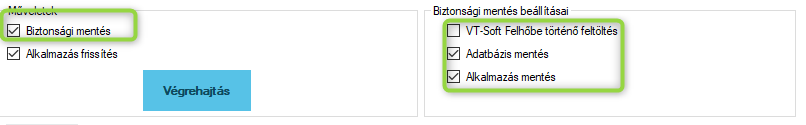 Műveletek
Biztonsági mentés
Alkalmazás frissítés
Végrehajtás
Biztonsági mentés beállításai
VT-Soft Felhőbe történő feltöltés
Adatbázis mentés
Alkalmazás mentés